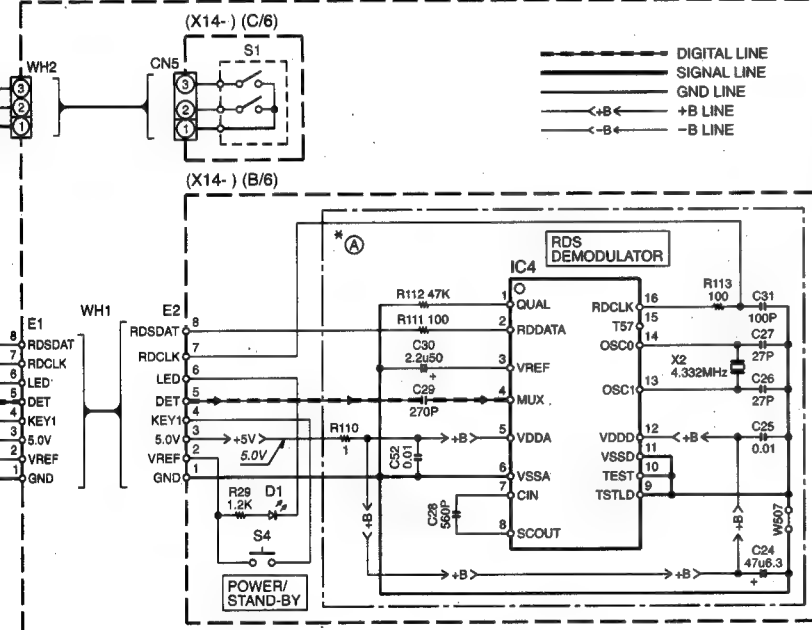 (X14- ) (C/6)
WH2
CN5
S1
3
2
1
3
2
1
DIGITAL LINE
SIGNAL LINE
GND LINE
+B +B LINE
-B -B LINE
(X14- ) (B/6)
* A
RDS
DEMODULATOR
IC4
E1
WH1
E2
8 RDSDAT
7 RDCLK
6 LED
5 DET
4 KEY1
3 5.0V
2 VREF
1 GND
RDSDAT 8
RDCLK 7
LED 6
DET 5
KEY1 4
5.0V 3
VREF 2
GND 1
+5V
5.0V
R112 47K
R111 100
C30
2.2u50
+
C29
270P
R110
1
C52
0.01
+B
C28
560P
+B
+B
+B
R29
1.2K
D1
S4
POWER/
STAND-BY
1 QUAL
2 RDDATA
3 VREF
4 MUX
5 VDDA
6 VSSA
7 CIN
8 SCOUT
RDCLK 16
T57 15
OSC0 14
OSC1 13
VDDD 12
VSSD 11
TEST 10
TSTLD 9
R113
100
C31
100P
C27
27P
X2
4.332MHz
C26
27P
+B
C25
0.01
+B
W507
C24
47u6.3
+